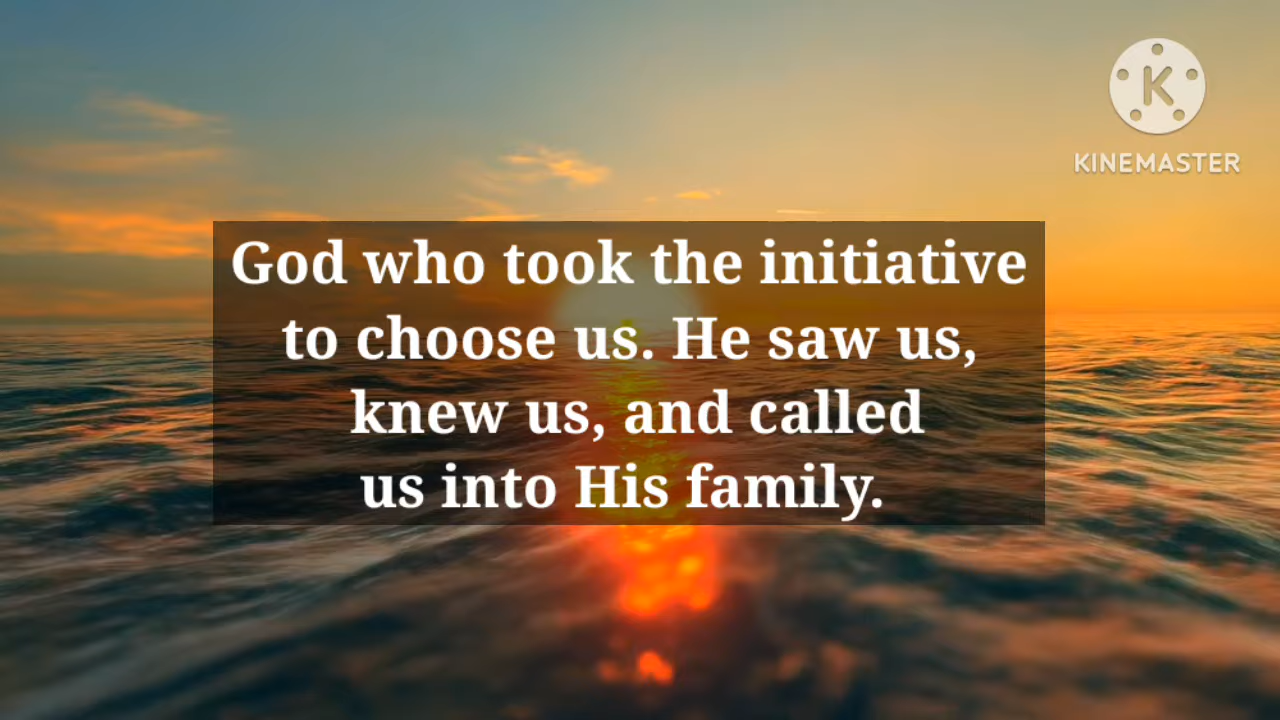 K
KINEMASTER
God who took the initiative
to choose us. He saw us,
knew us, and called
us into His family.